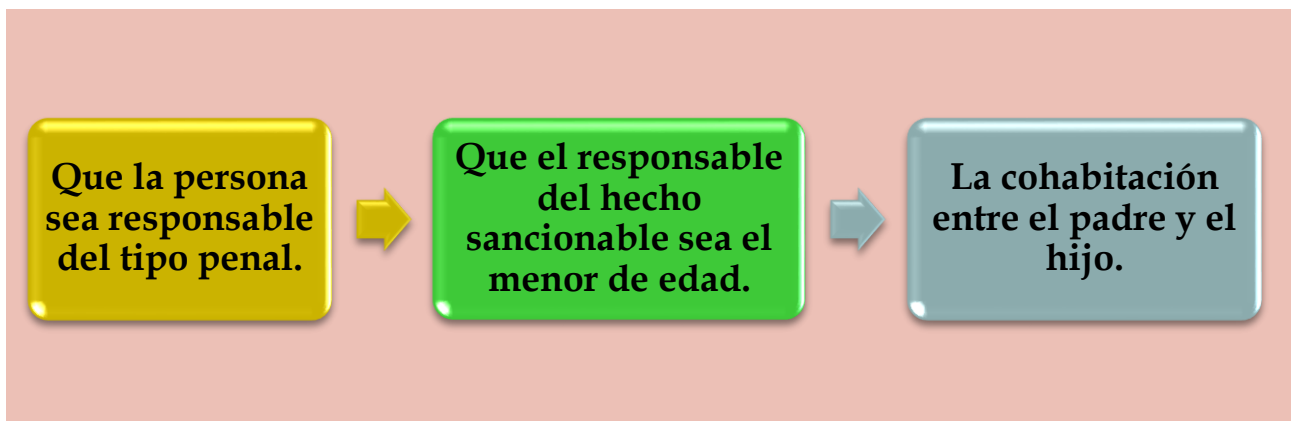 Que la persona
sea responsable
del tipo penal.
Que el responsable
del hecho
sancionable sea el
menor de edad.
La cohabitación
entre el padre y el
hijo.